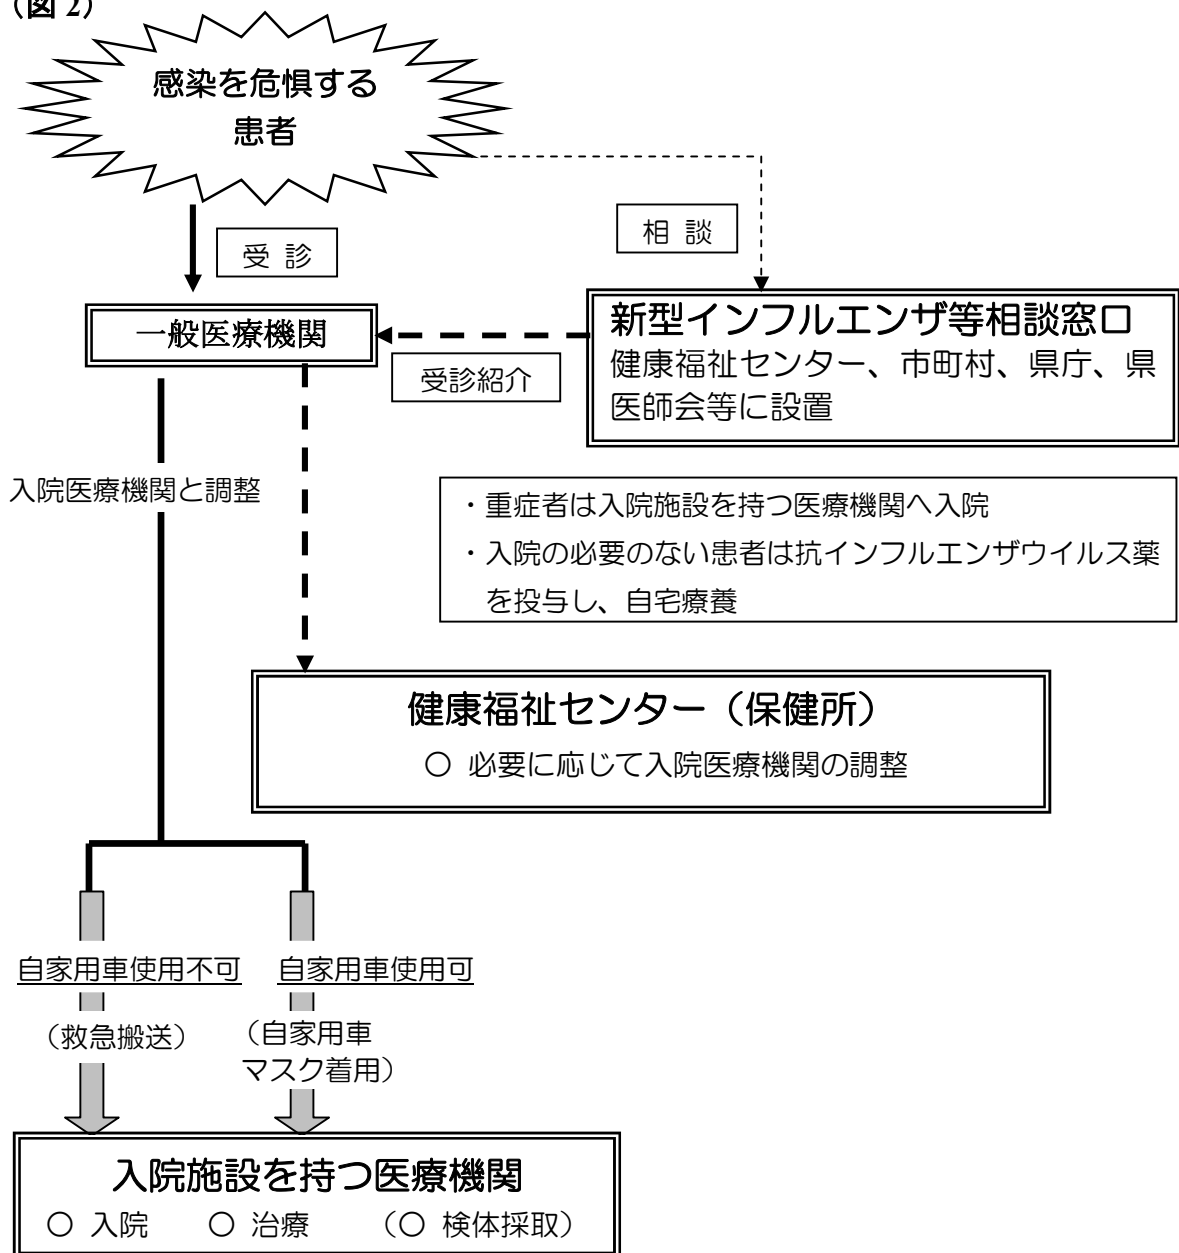 （図 2）
感染を危惧する
患者
受 診
相 談
一般医療機関
新型インフルエンザ等相談窓口
健康福祉センター、市町村、県庁、県
医師会等に設置
受診紹介
入院医療機関と調整
・重症者は入院施設を持つ医療機関へ入院
・入院の必要のない患者は抗インフルエンザウイルス薬
を投与し、自宅療養
健康福祉センター（保健所）
○ 必要に応じて入院医療機関の調整
自家用車使用不可
（救急搬送）
自家用車使用可
（自家用車
マスク着用）
入院施設を持つ医療機関
○ 入院 ○ 治療 （○ 検体採取）